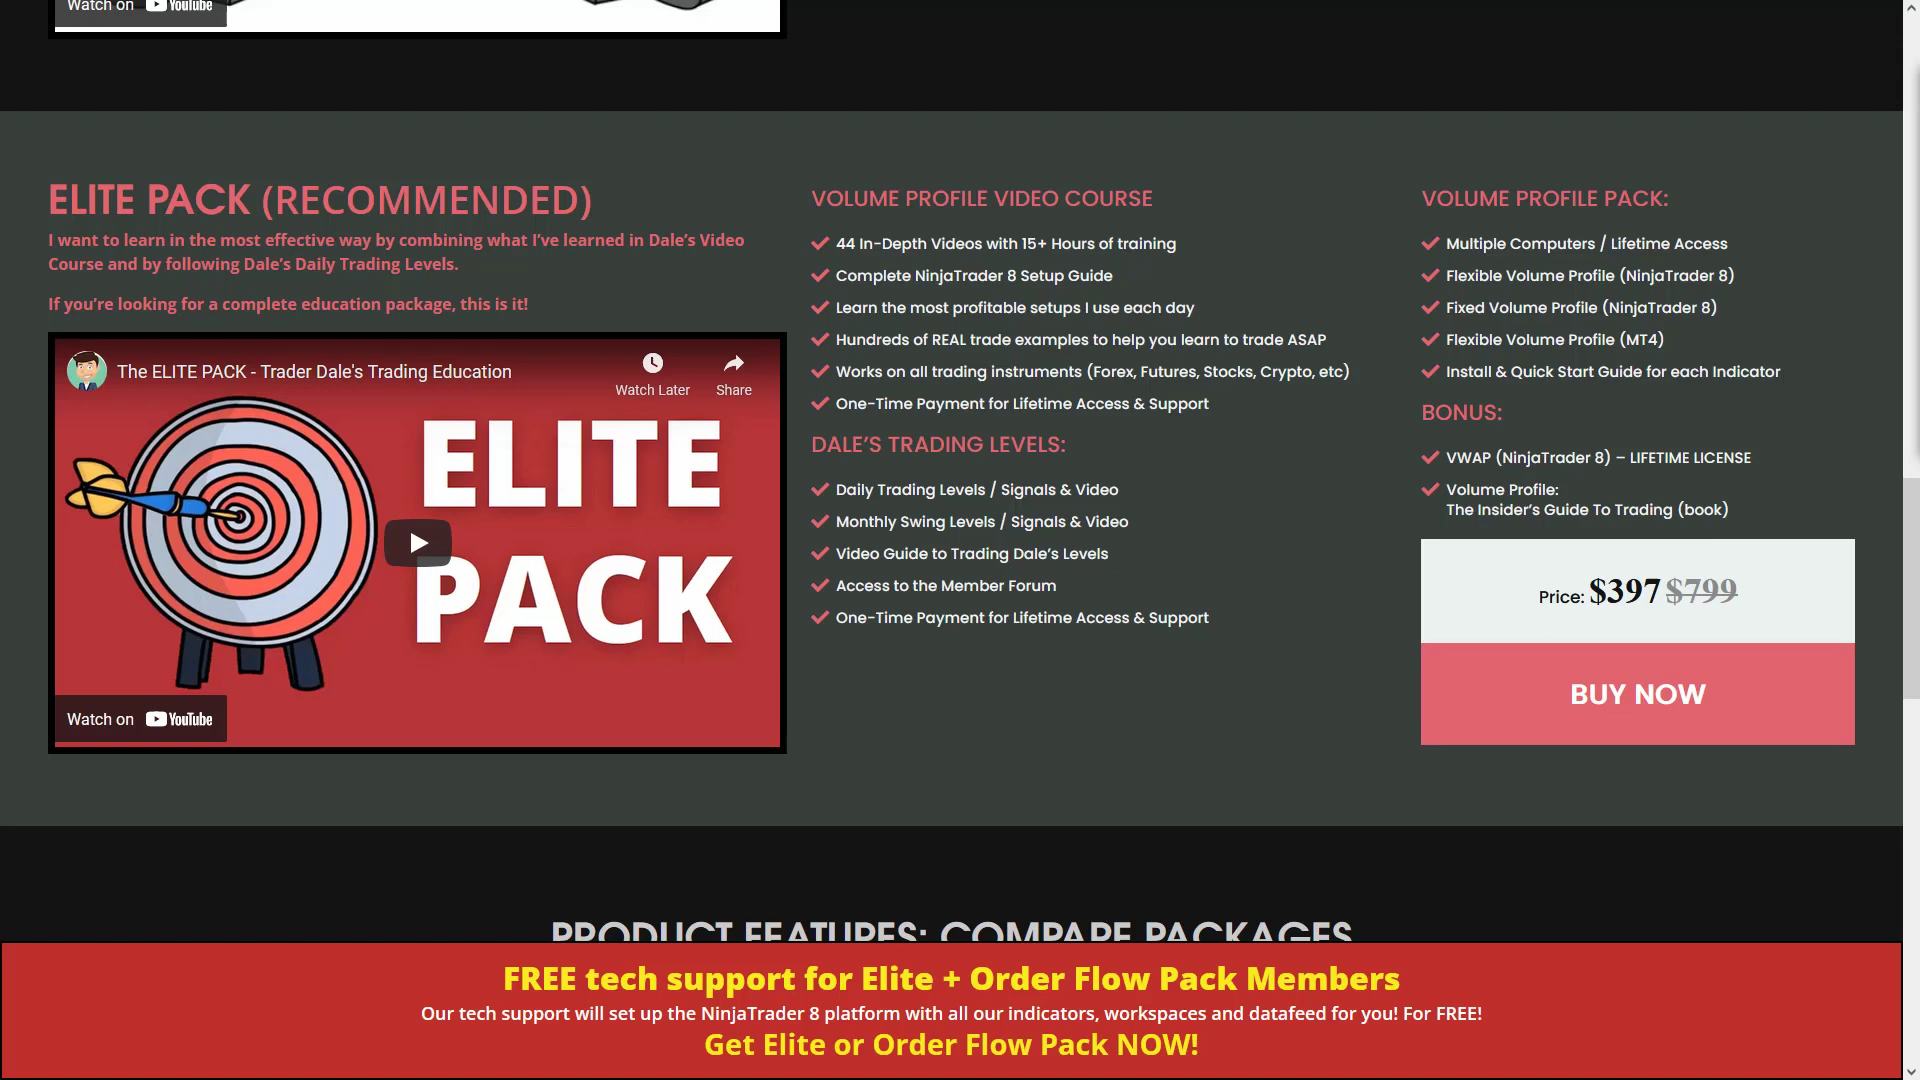 Watch on YouTube
ELITE PACK (RECOMMENDED)
I want to learn in the most effective way by combining what I've learned in Dale's Video
Course and by following Dale's Daily Trading Levels.
If you're looking for a complete education package, this is it!
The ELITE PACK - Trader Dale's Trading Education
Watch Later
Share
ELITE
PACK
Watch on YouTube
VOLUME PROFILE VIDEO COURSE
44 In-Depth Videos with 15+ Hours of training
Complete NinjaTrader 8 Setup Guide
Learn the most profitable setups I use each day
Hundreds of REAL trade examples to help you learn to trade ASAP
Works on all trading instruments (Forex, Futures, Stocks, Crypto, etc)
One-Time Payment for Lifetime Access & Support
DALE'S TRADING LEVELS:
Daily Trading Levels / Signals & Video
Monthly Swing Levels / Signals & Video
Video Guide to Trading Dale's Levels
Access to the Member Forum
One-Time Payment for Lifetime Access & Support
VOLUME PROFILE PACK:
Multiple Computers / Lifetime Access
Flexible Volume Profile (NinjaTrader 8)
Fixed Volume Profile (NinjaTrader 8)
Flexible Volume Profile (MT4)
Install & Quick Start Guide for each Indicator
BONUS:
VWAP (NinjaTrader 8) – LIFETIME LICENSE
Volume Profile:
The Insider's Guide To Trading (book)
Price: $397 $799
BUY NOW
PRODUCT FEATURES: COMPARE PACKAGES
FREE tech support for Elite + Order Flow Pack Members
Our tech support will set up the NinjaTrader 8 platform with all our indicators, workspaces and datafeed for you! For FREE!
Get Elite or Order Flow Pack NOW!